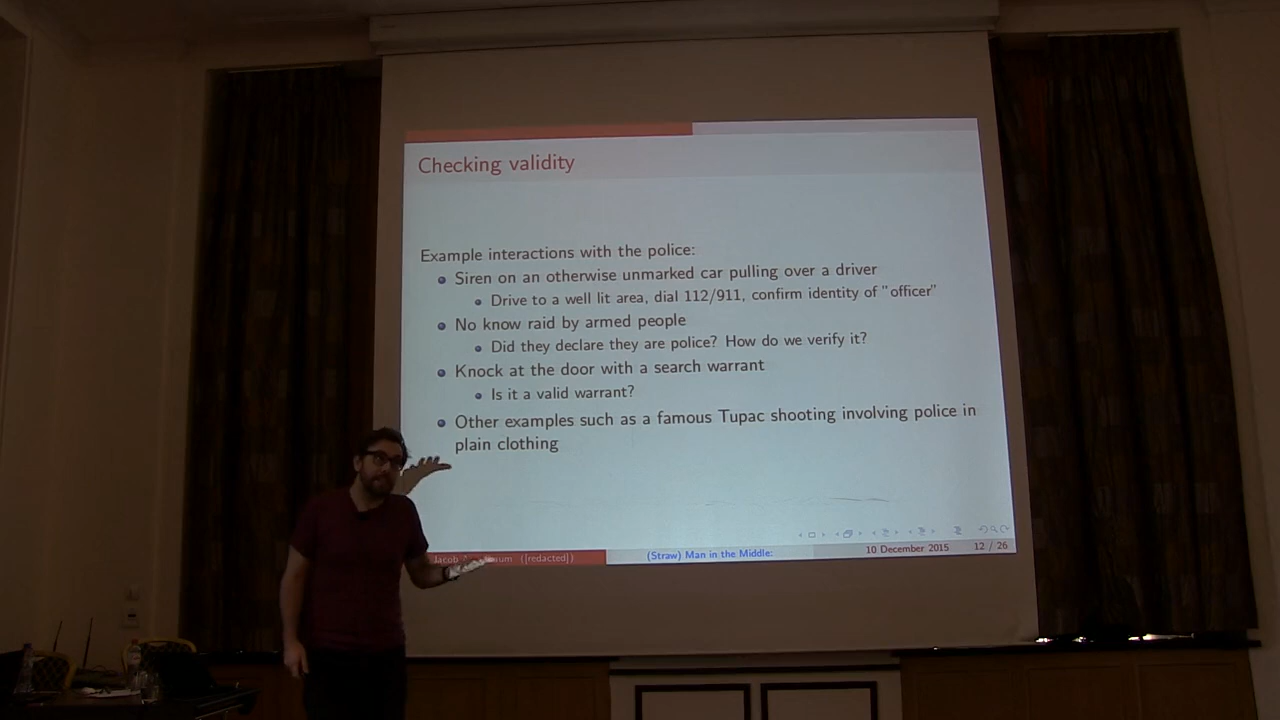 Checking validity
Example interactions with the police:
Siren on an otherwise unmarked car pulling over a driver
Drive to a well lit area, dial 112/911, confirm identity of "officer"
No know raid by armed people
Did they declare they are police? How do we verify it?
Knock at the door with a search warrant
Is it a valid warrant?
Other examples such as a famous Tupac shooting involving police in
plain clothing
Jacob ([redacted]) (Straw) Man in the Middle: 10 December 2015 12 / 26